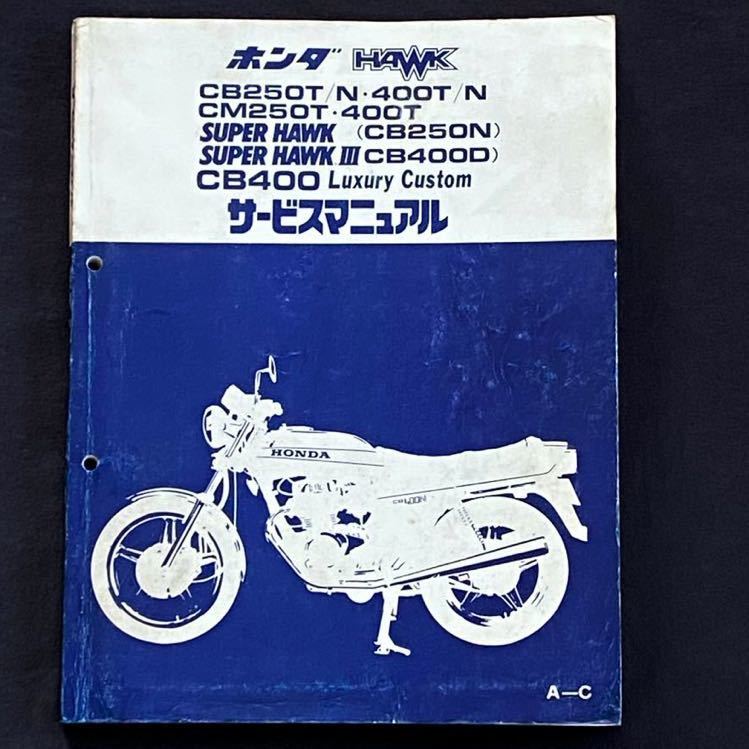 ホンダ HAWK
CB250T/N・400T/N
CM250T・400T
SUPER HAWK (CB250N)
SUPER HAWK III CB400D)
CB400 Luxury Custom
サービスマニュアル
HONDA
CB400N
A—C